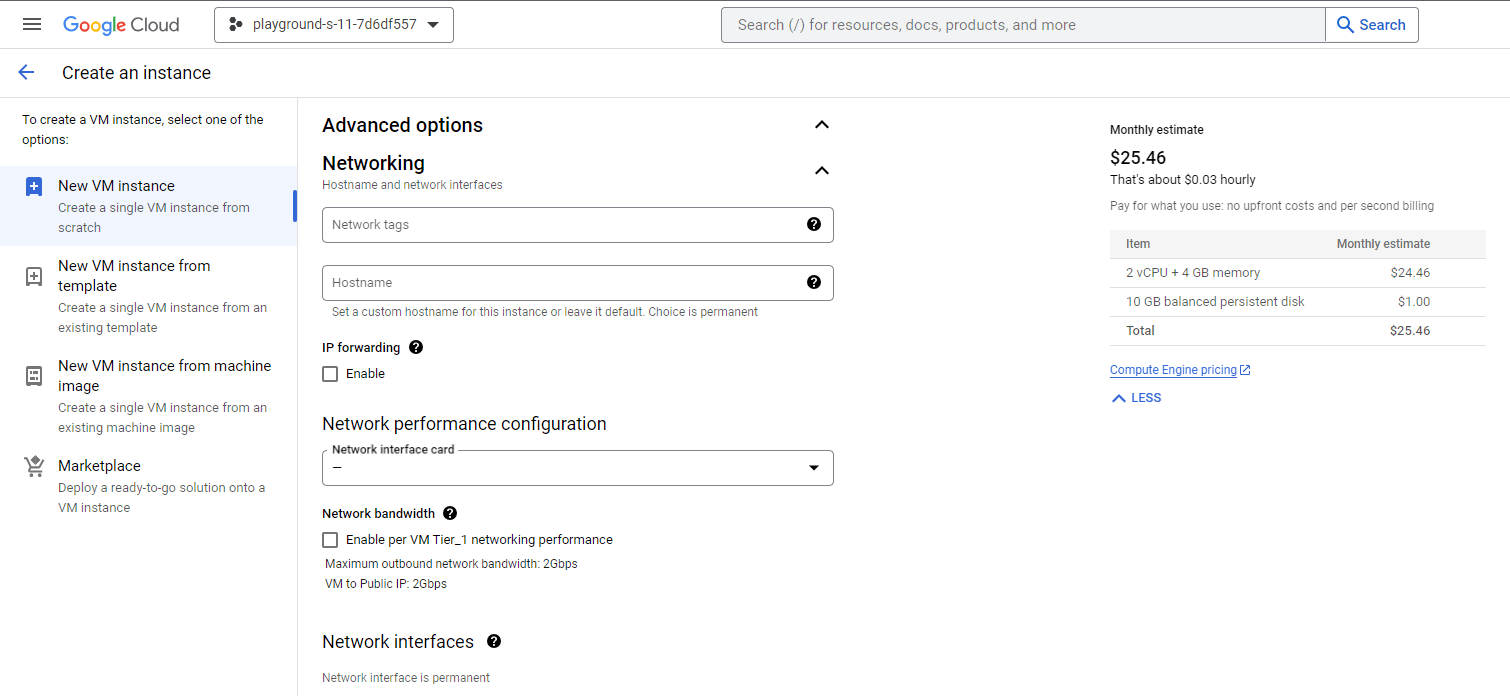 Google Cloud
playground-s-11-7d6df557
Search (/) for resources, docs, products, and more
Search
Create an instance
To create a VM instance, select one of the
options:
New VM instance
Create a single VM instance from
scratch
New VM instance from
template
Create a single VM instance from an
existing template
New VM instance from machine
image
Create a single VM instance from an
existing machine image
Marketplace
Deploy a ready-to-go solution onto a
VM instance
Advanced options
Networking
Hostname and network interfaces
Network tags
Hostname
Set a custom hostname for this instance or leave it default. Choice is permanent
IP forwarding
Enable
Network performance configuration
Network interface card
–
Network bandwidth
Enable per VM Tier_1 networking performance
Maximum outbound network bandwidth: 2Gbps
VM to Public IP: 2Gbps
Network interfaces
Network interface is permanent
Monthly estimate
$25.46
That's about $0.03 hourly
Pay for what you use: no upfront costs and per second billing
Item Monthly estimate
2 vCPU + 4 GB memory $24.46
10 GB balanced persistent disk $1.00
Total $25.46
Compute Engine pricing
LESS